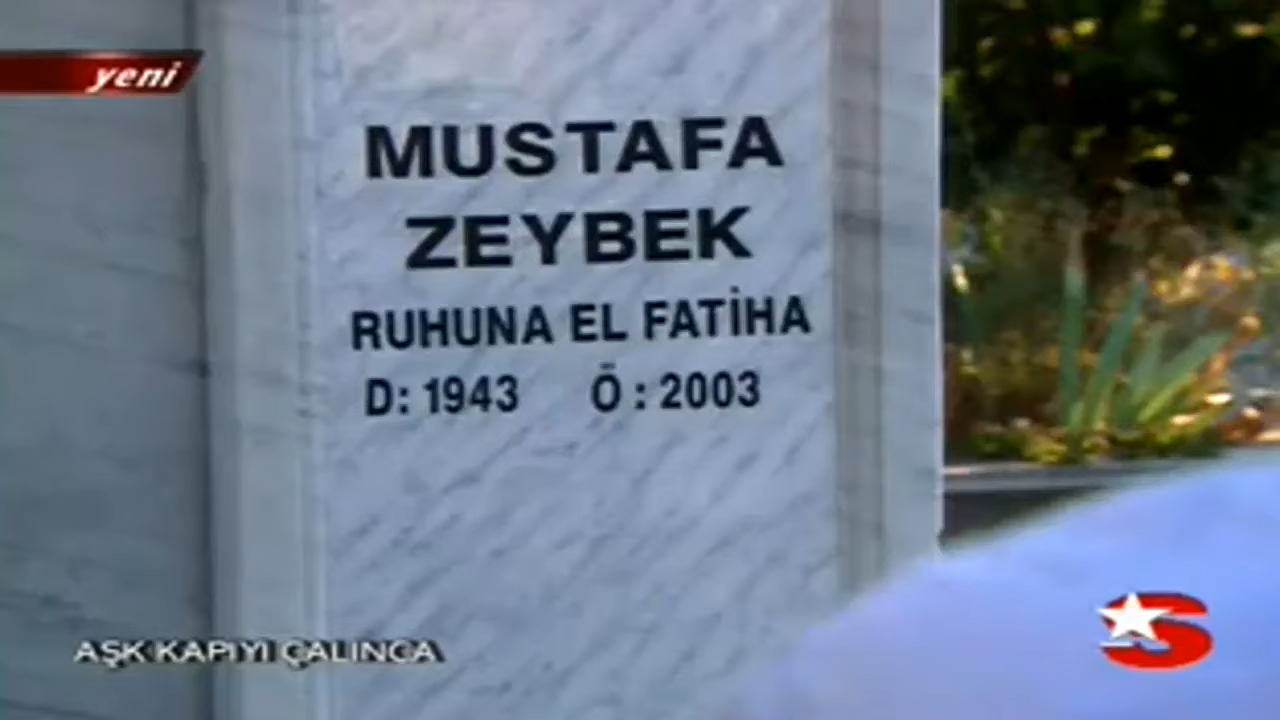 yeni
MUSTAFA
ZEYBEK
RUHUNA EL FATİHA
D: 1943 Ö : 2003
AŞK KAPIYI ÇALINCA
S